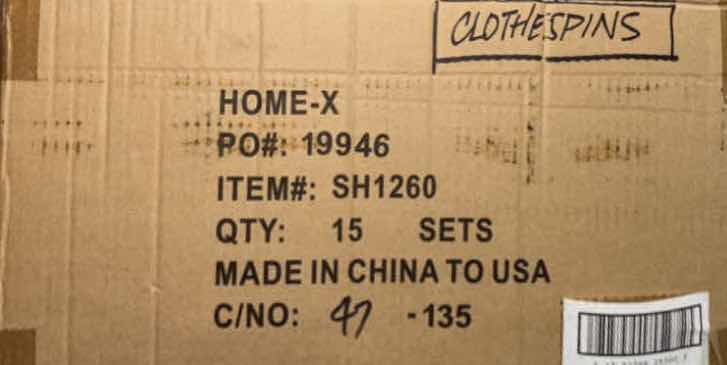 CLOTHESPINS
HOME-X
PO#: 19946
ITEM#: SH1260
QTY: 15 SETS
MADE IN CHINA TO USA
C/NO: 47 -135